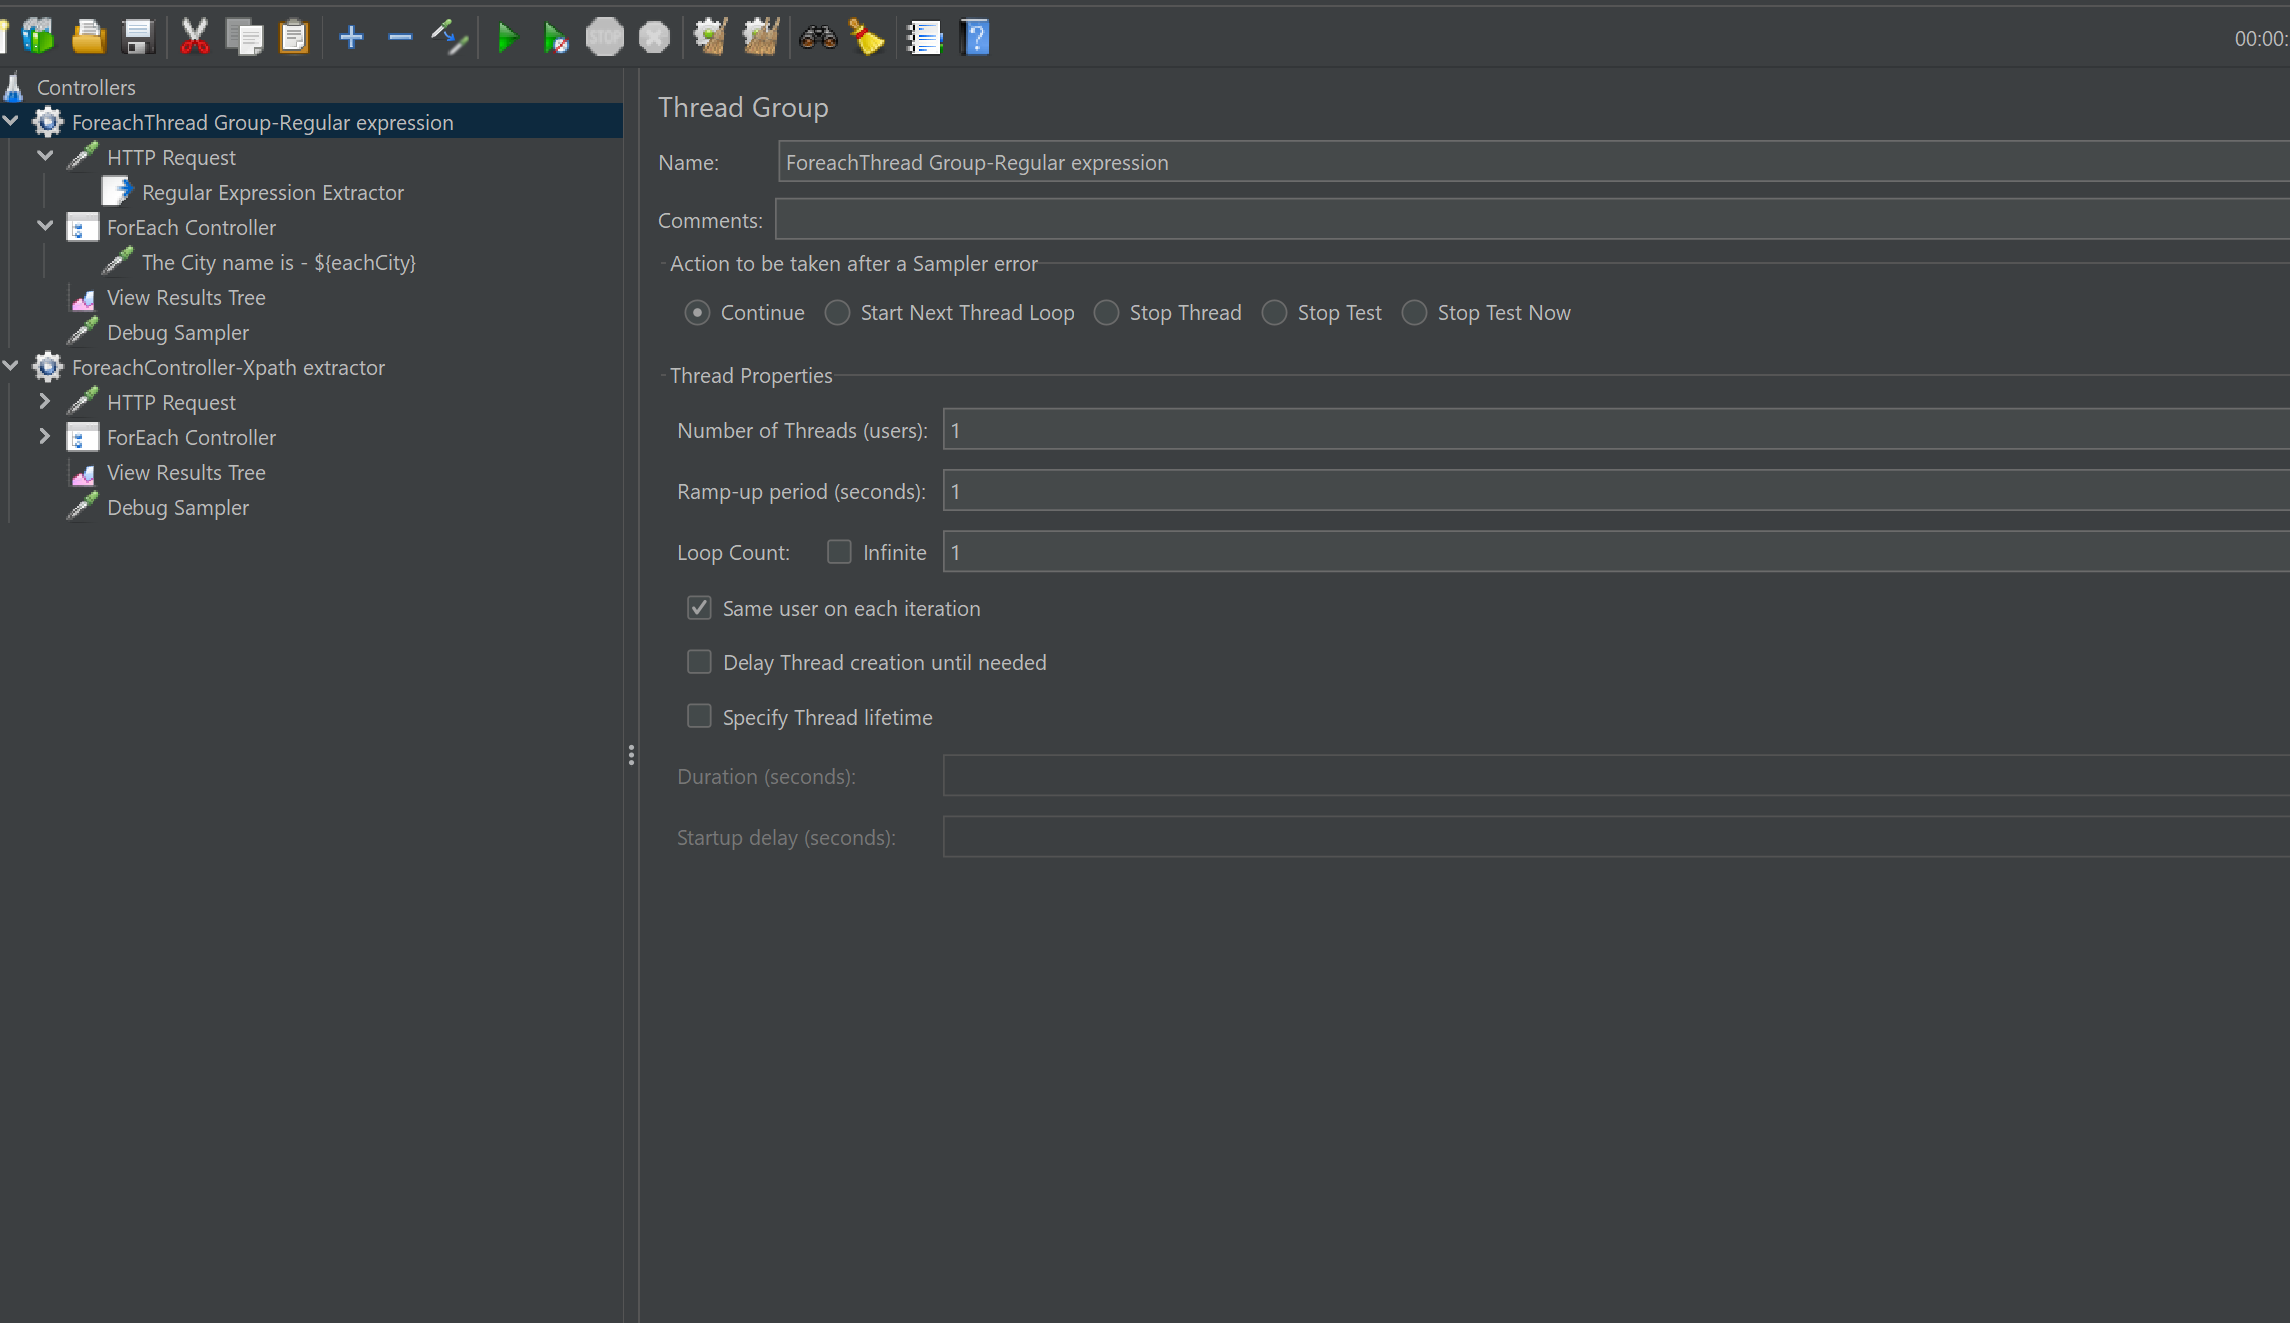 STOP
?
00:00:
Controllers
ForeachThread Group-Regular expression
HTTP Request
Regular Expression Extractor
ForEach Controller
The City name is - ${eachCity}
View Results Tree
Debug Sampler
ForeachController-Xpath extractor
HTTP Request
ForEach Controller
View Results Tree
Debug Sampler
Thread Group
Name: ForeachThread Group-Regular expression
Comments:
Action to be taken after a Sampler error
Continue Start Next Thread Loop Stop Thread Stop Test Stop Test Now
Thread Properties
Number of Threads (users): 1
Ramp-up period (seconds): 1
Loop Count: Infinite 1
Same user on each iteration
Delay Thread creation until needed
Specify Thread lifetime
Duration (seconds):
Startup delay (seconds):